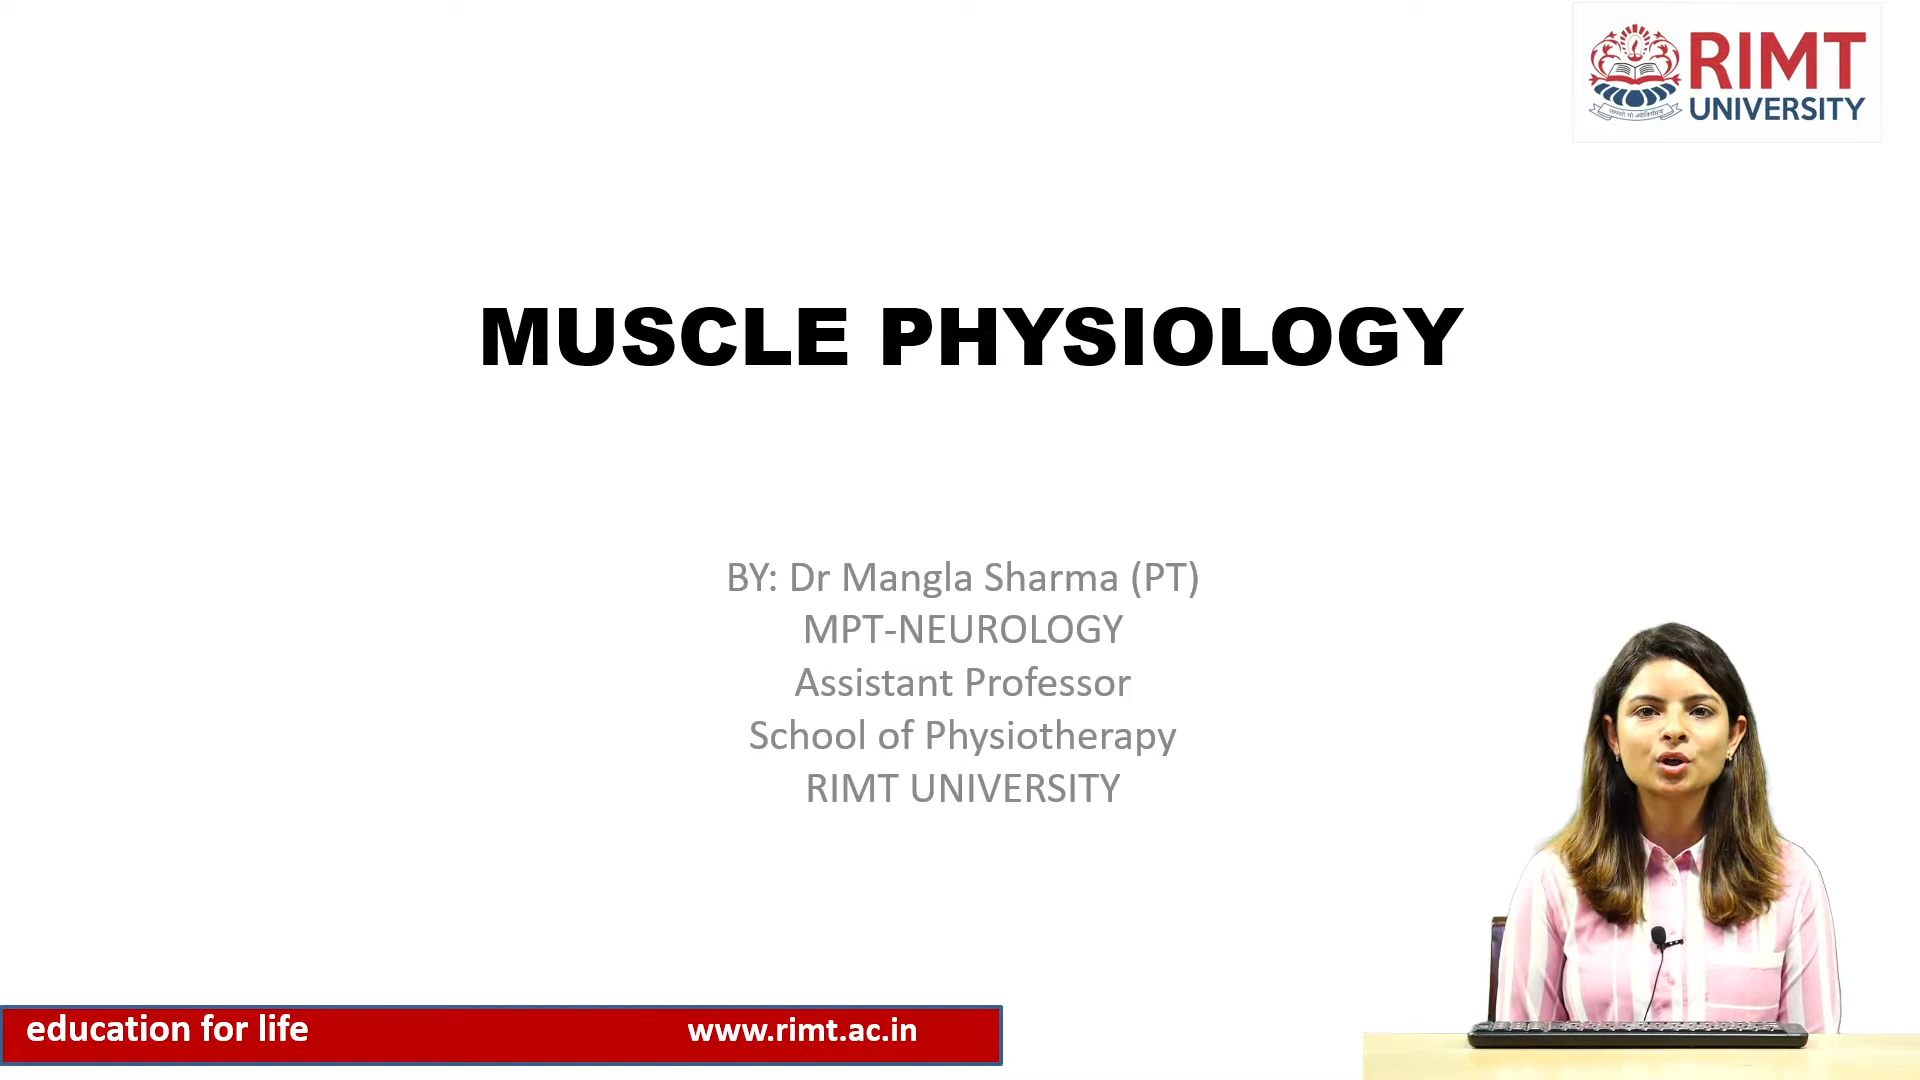 RIMT
UNIVERSITY
MUSCLE PHYSIOLOGY
BY: Dr Mangla Sharma (PT)
MPT-NEUROLOGY
Assistant Professor
School of Physiotherapy
RIMT UNIVERSITY
education for life
www.rimt.ac.in